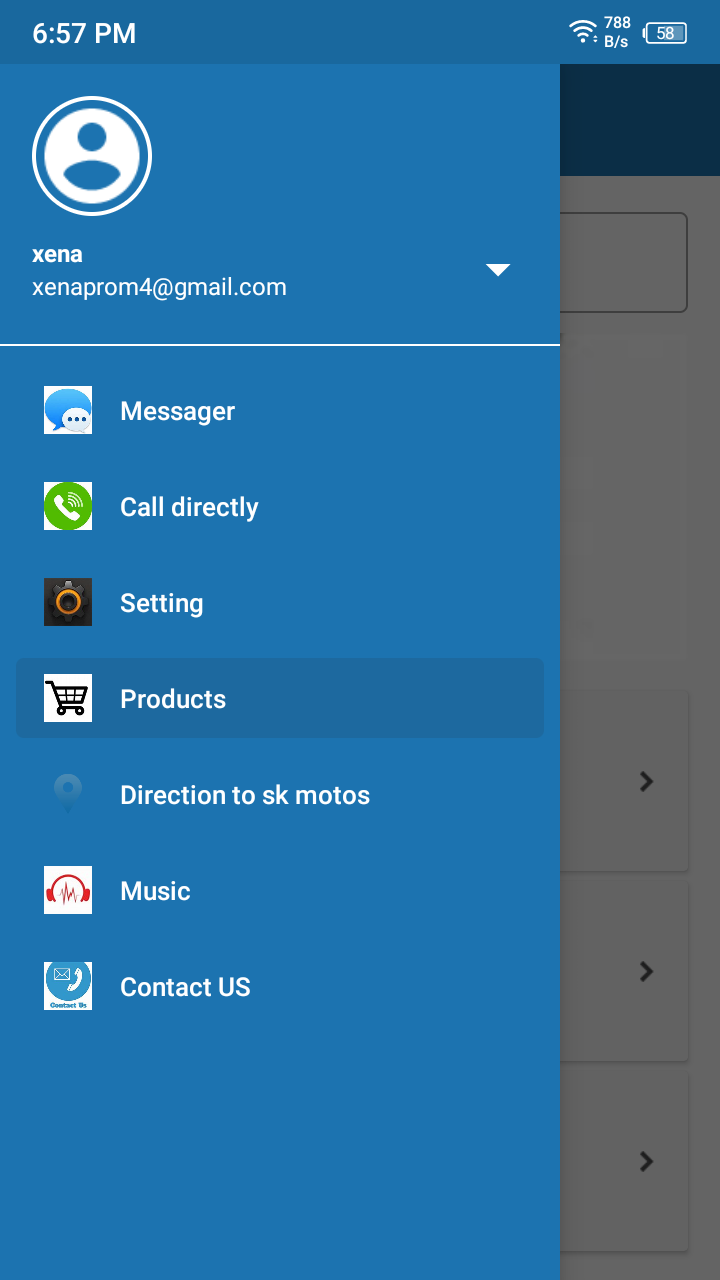 6:57 PM
788
B/s
58
xena
xenaprom4@gmail.com
Messager
Call directly
Setting
Products
Direction to sk motos
Music
Contact Us
Contact US